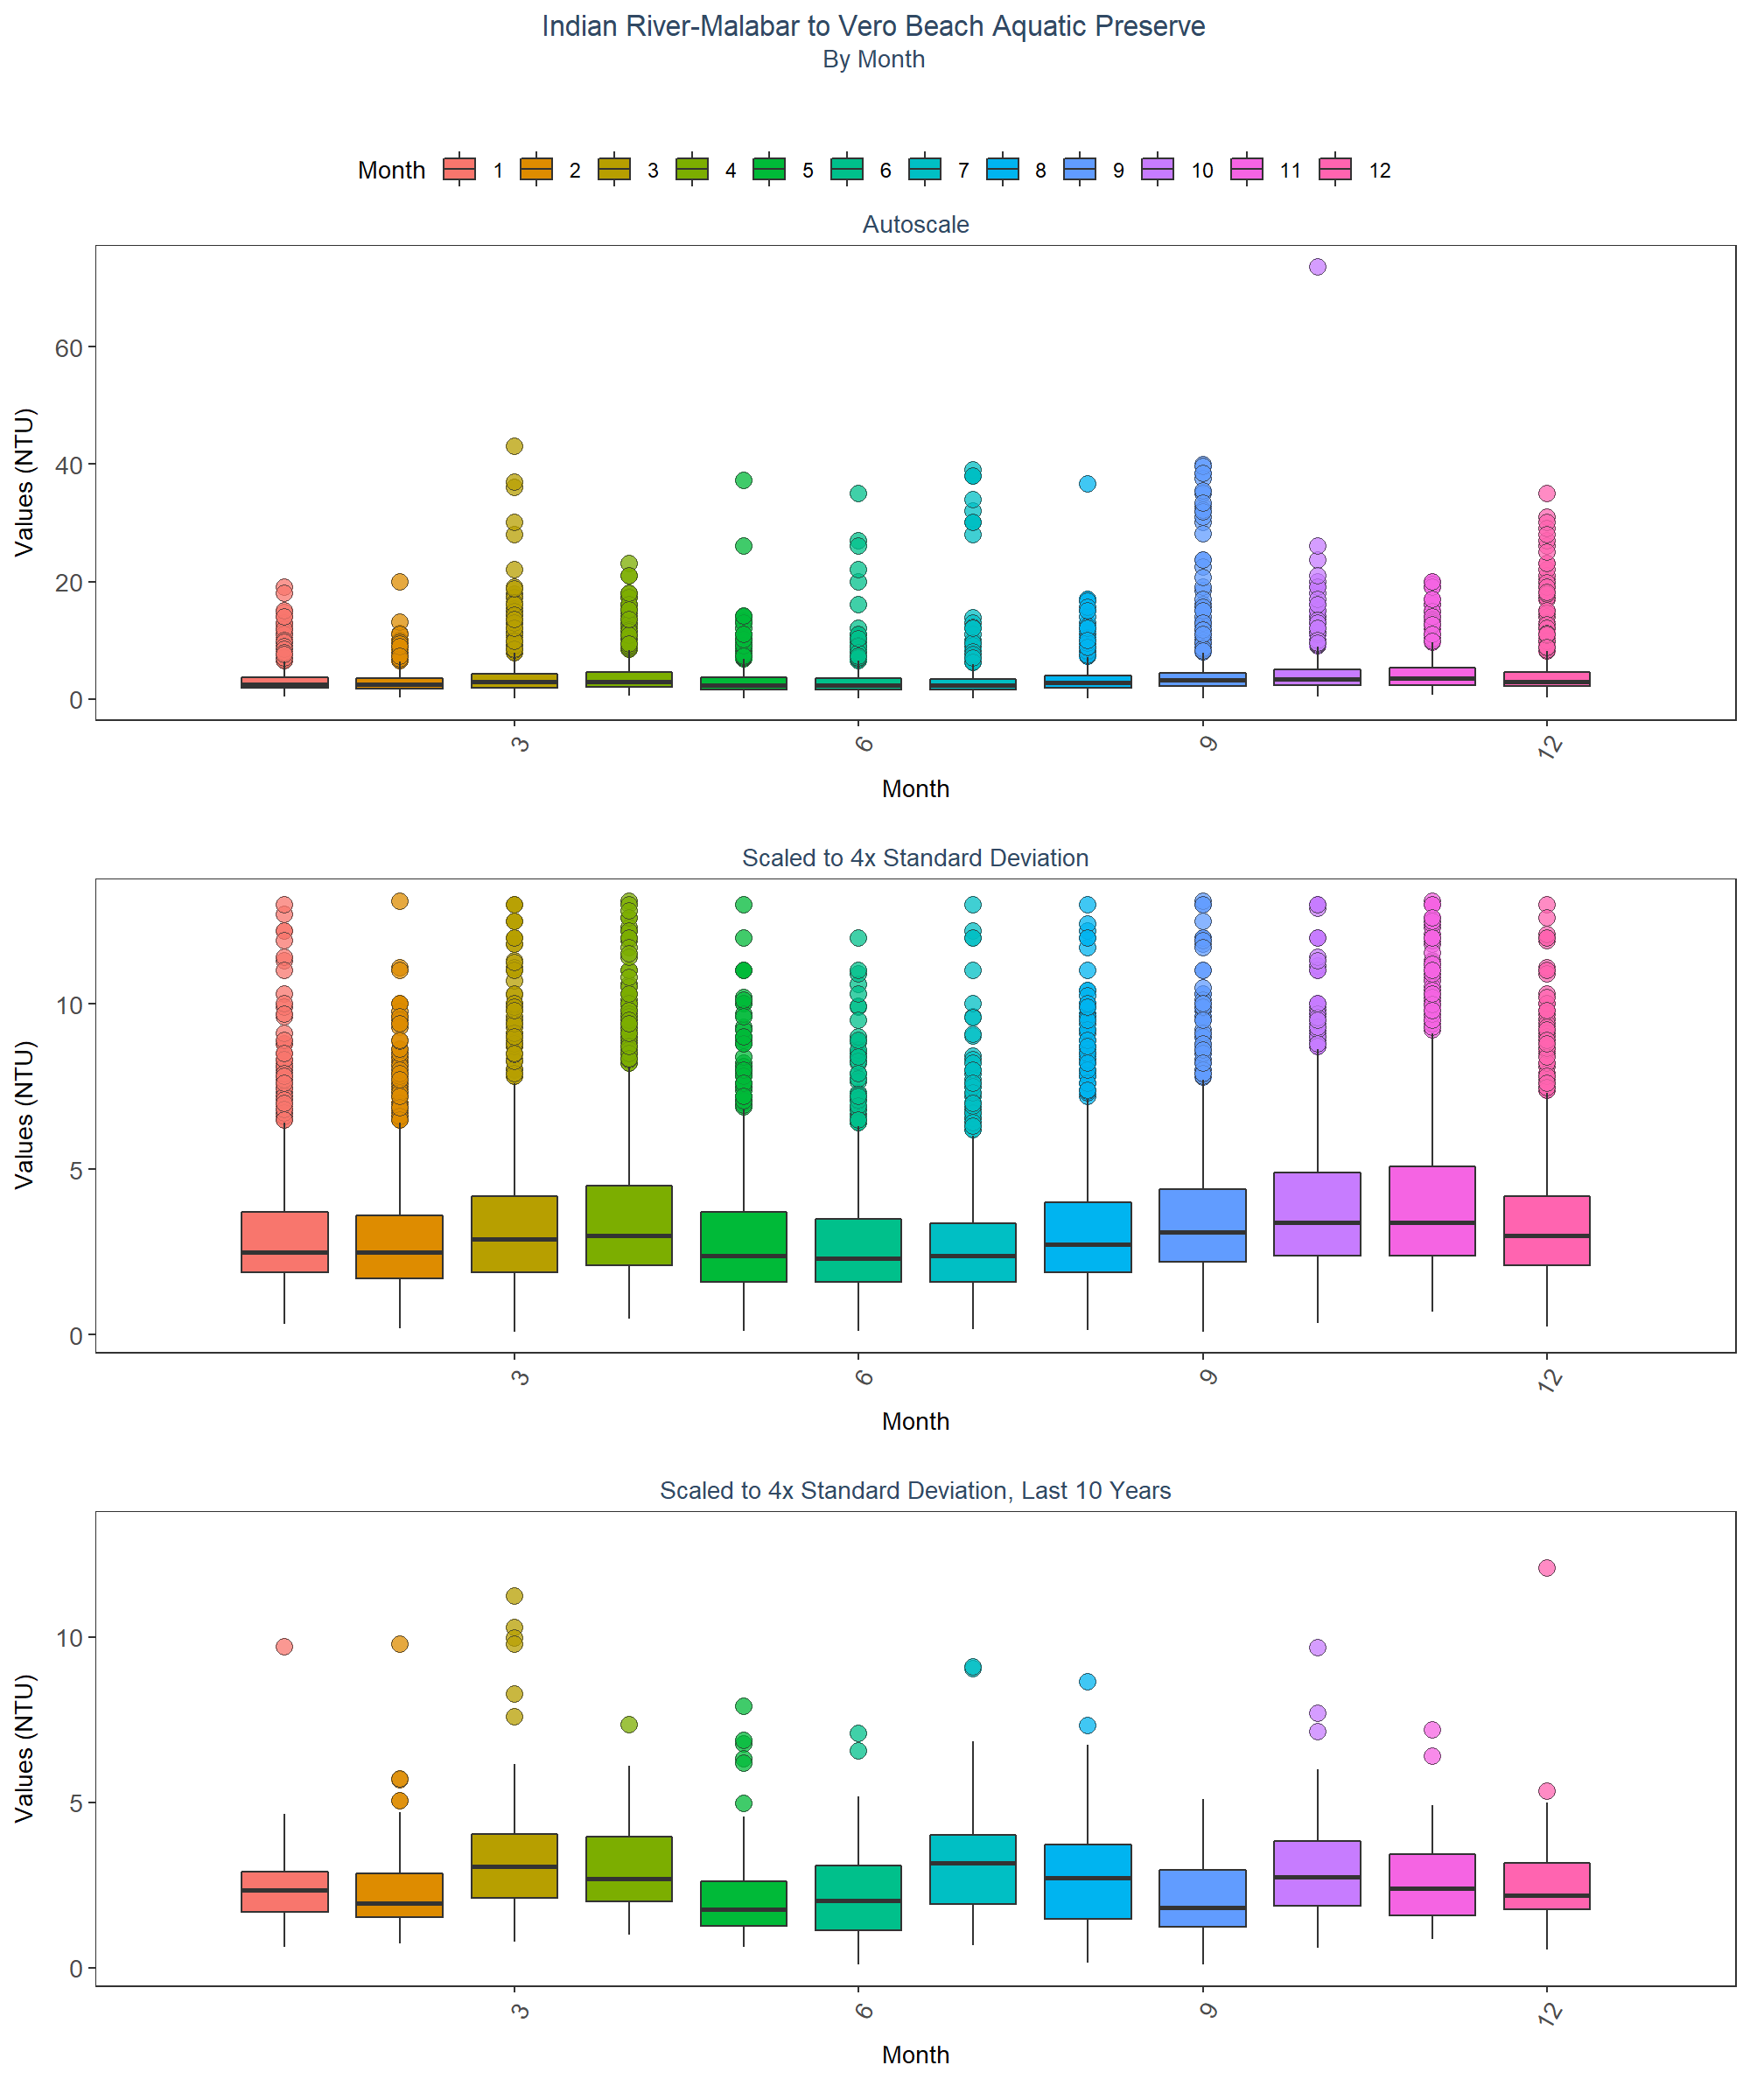 Indian River-Malabar to Vero Beach Aquatic Preserve
By Month
Month 1 2 3 4 5 6 7 8 9 10 11 12
Autoscale
Values (NTU)
60
40
20
0
3 6 9 12
Month
Scaled to 4x Standard Deviation
Values (NTU)
10
5
0
3 6 9 12
Month
Scaled to 4x Standard Deviation, Last 10 Years
Values (NTU)
10
5
0
3 6 9 12
Month